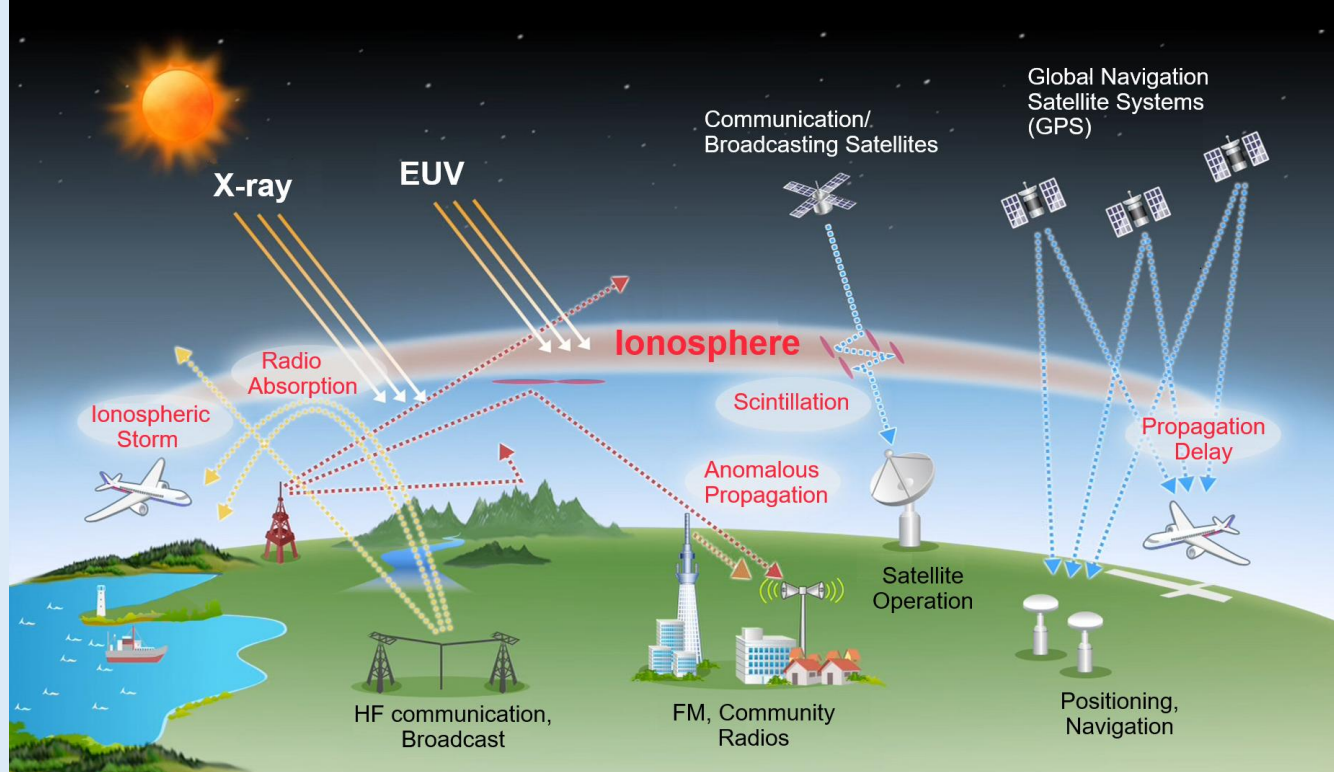 Global Navigation
Satellite Systems
(GPS)
Communication/
Broadcasting Satellites
X-ray
EUV
Ionosphere
Radio
Absorption
Ionospheric
Storm
Scintillation
Propagation
Delay
Anomalous
Propagation
Satellite
Operation
HF communication,
Broadcast
FM, Community
Radios
Positioning,
Navigation